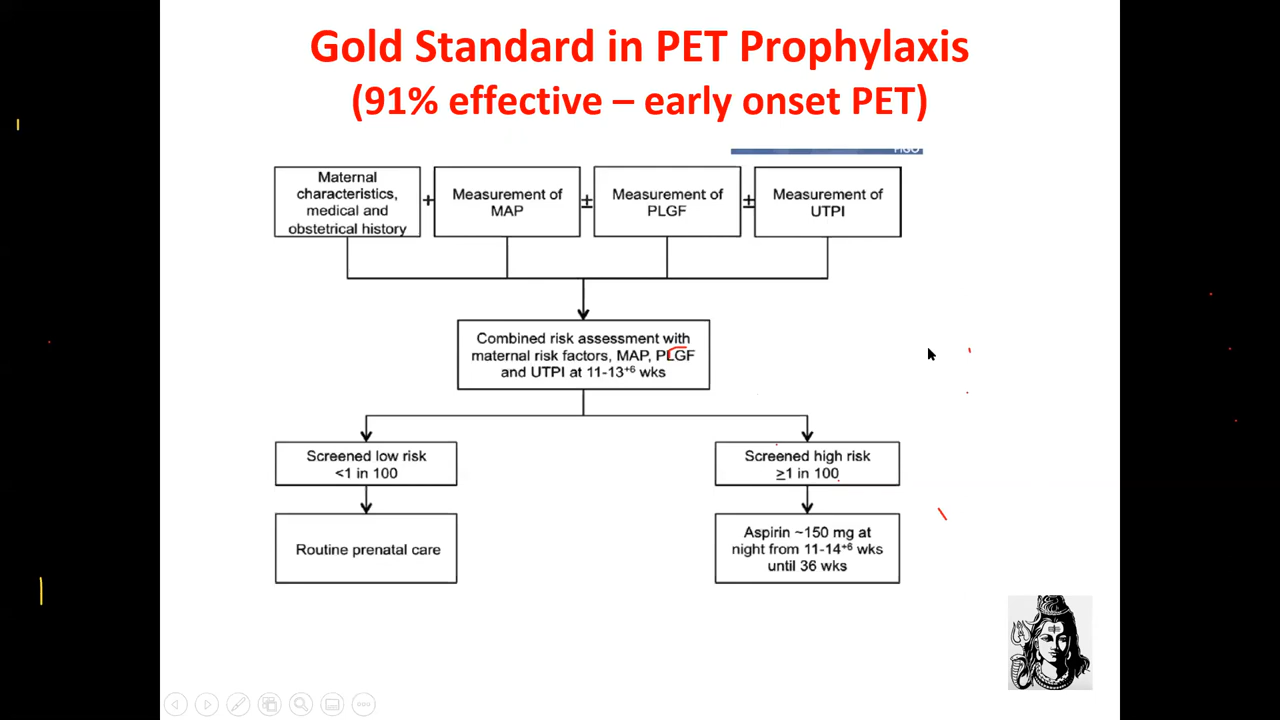 Gold Standard in PET Prophylaxis
(91% effective – early onset PET)
FIGO
Maternal
characteristics,
medical and
obstetrical history
+
Measurement of
MAP
±
Measurement of
PLGF
±
Measurement of
UTPI
Combined risk assessment with
maternal risk factors, MAP, PLGF
and UTPI at 11-13⁺⁶ wks
Screened low risk
<1 in 100
Screened high risk
≥1 in 100
Routine prenatal care
Aspirin ~150 mg at
night from 11-14⁺⁶ wks
until 36 wks